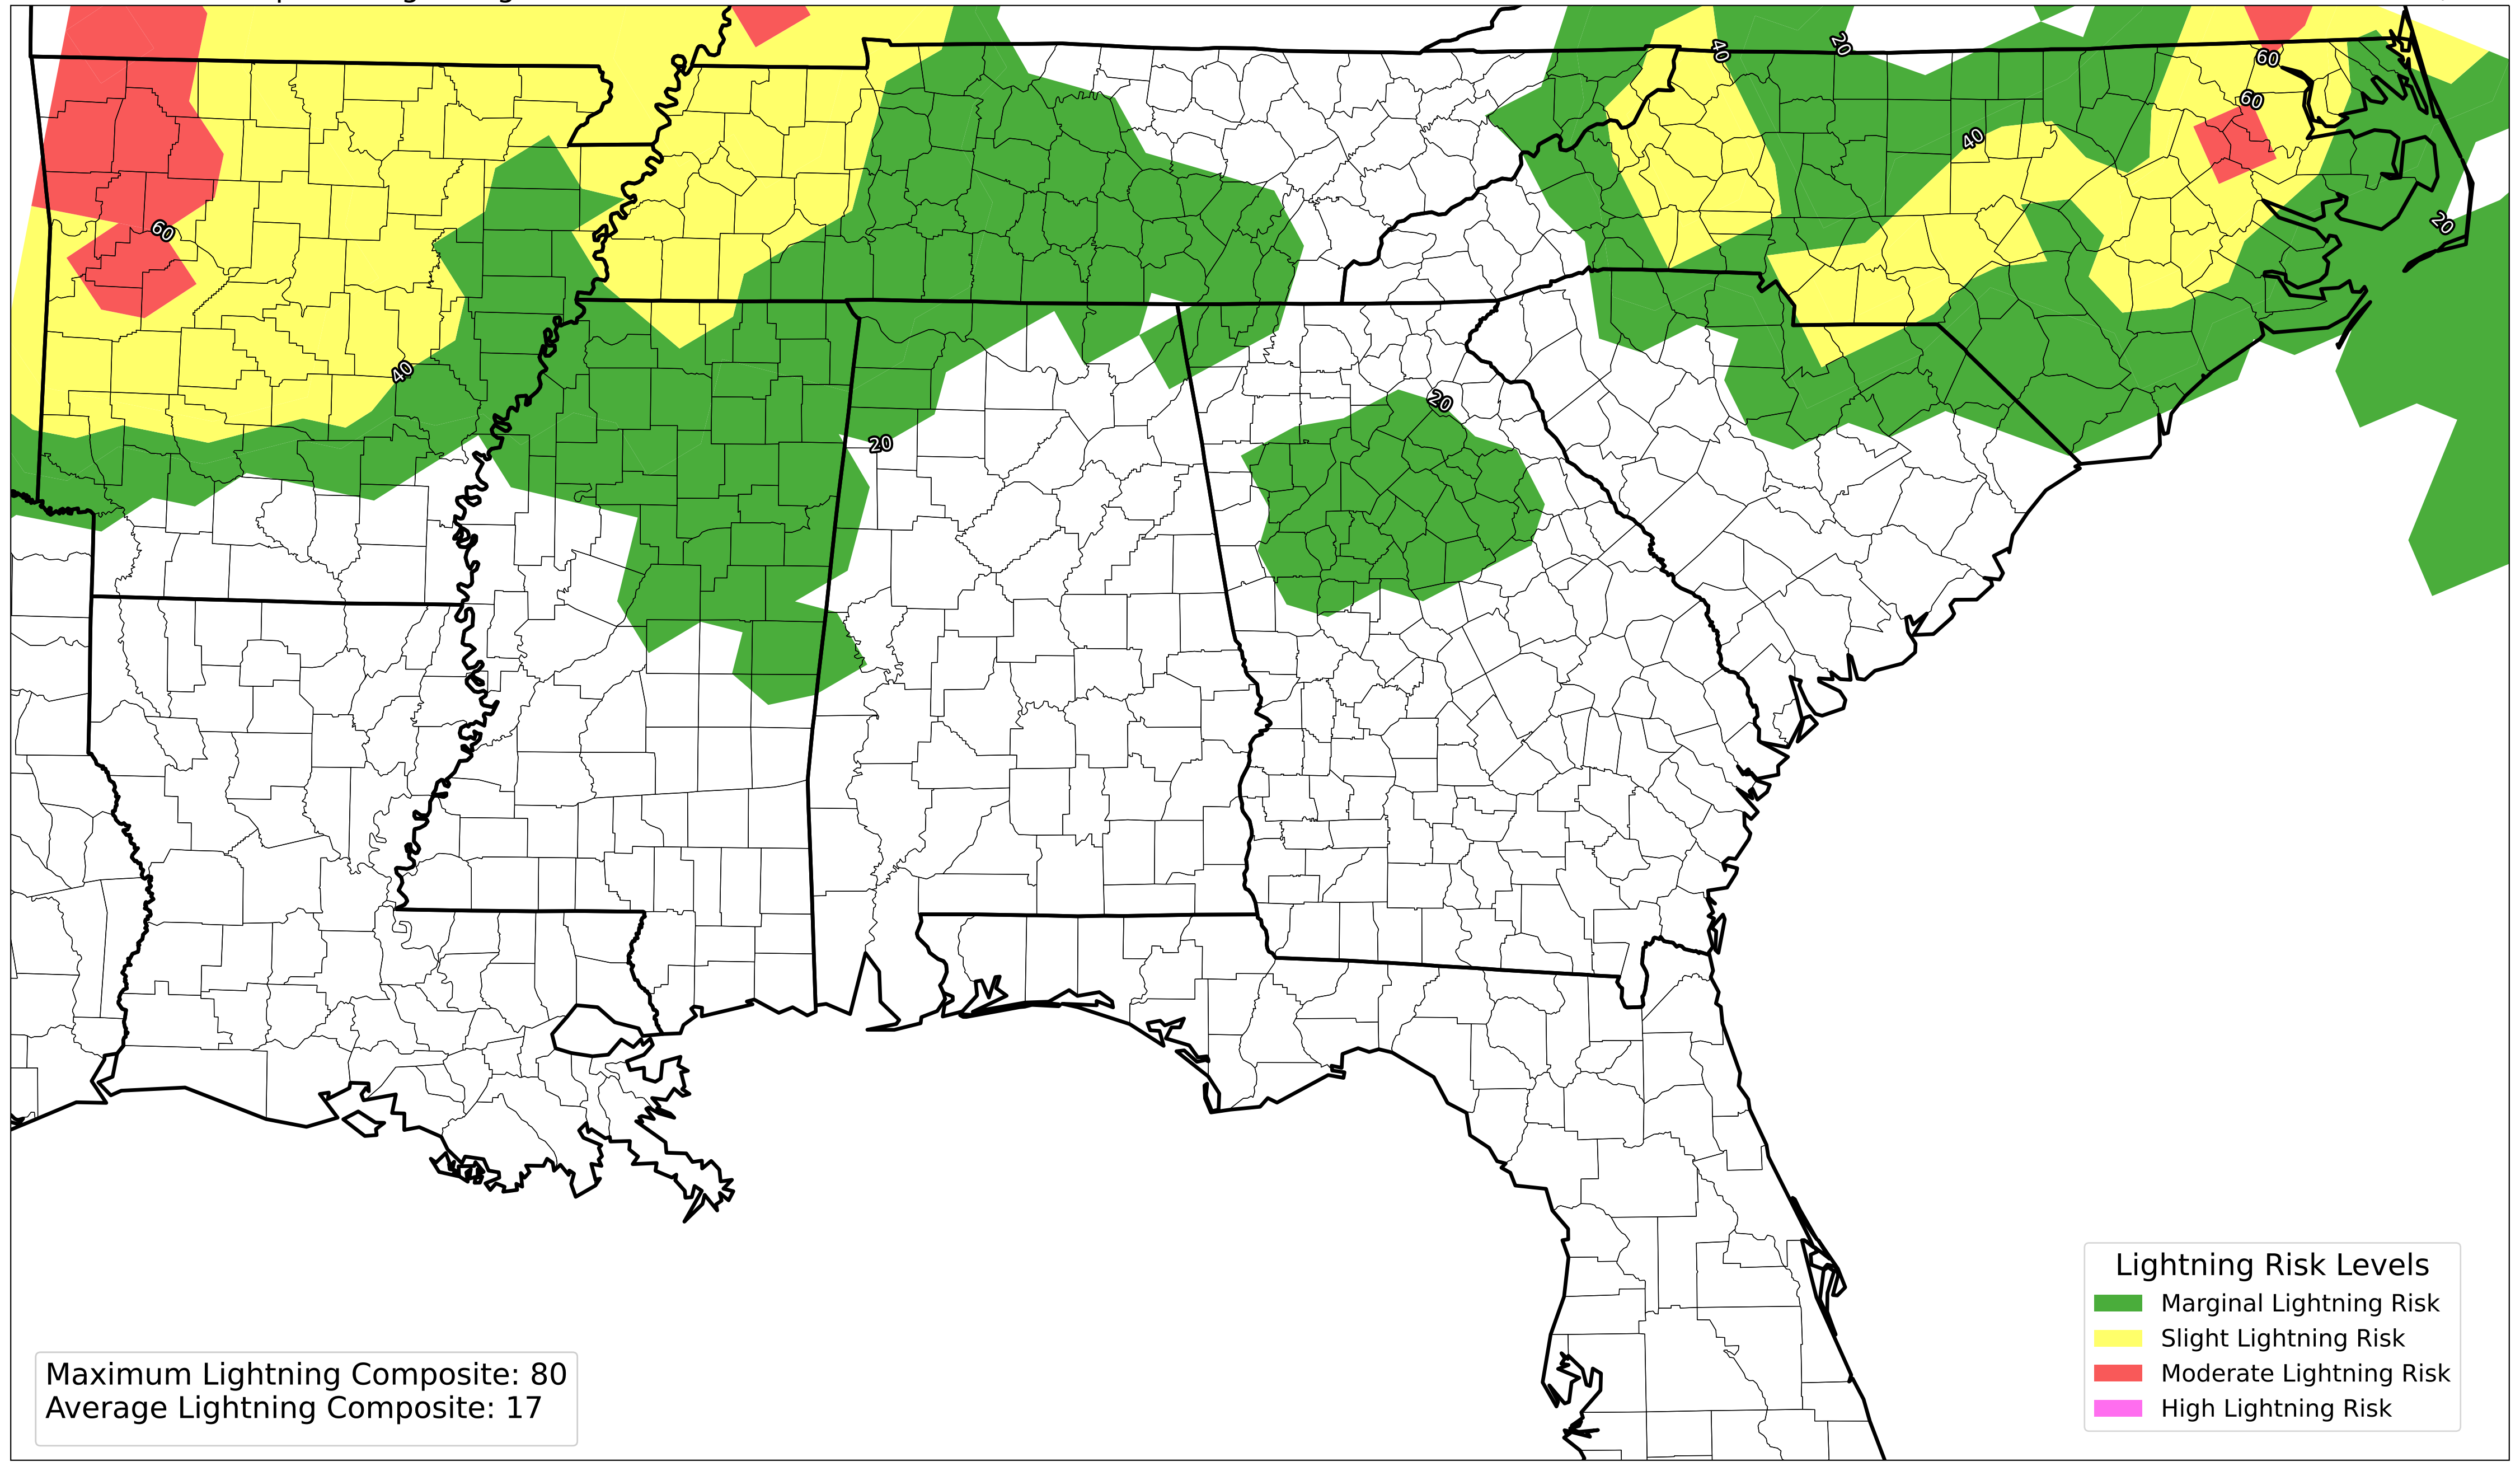 40
20
60
60
40
60
20
40
20
20
Lightning Risk Levels
Marginal Lightning Risk
Slight Lightning Risk
Moderate Lightning Risk
High Lightning Risk
Maximum Lightning Composite: 80
Average Lightning Composite: 17